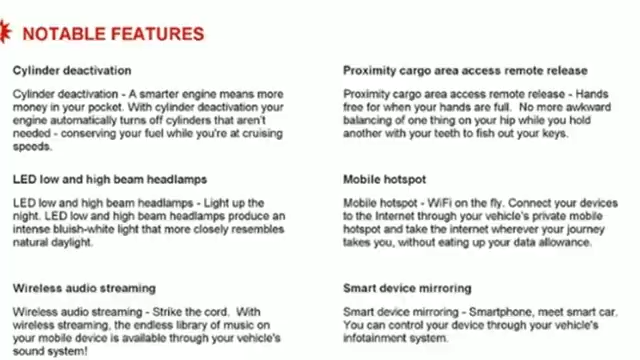 NOTABLE FEATURES
Cylinder deactivation
Cylinder deactivation - A smarter engine means more
money in your pocket. With cylinder deactivation your
engine automatically turns off cylinders that aren't
needed - conserving your fuel while you're at cruising
speeds.
LED low and high beam headlamps
LED low and high beam headlamps - Light up the
night. LED low and high beam headlamps produce an
intense bluish-white light that more closely resembles
natural daylight.
Wireless audio streaming
Wireless audio streaming - Strike the cord.  With
wireless streaming, the endless library of music on
your mobile device is available through your vehicle's
sound system!
Proximity cargo area access remote release
Proximity cargo area access remote release - Hands
free for when your hands are full.  No more awkward
balancing of one thing on your hip while you hold
another with your teeth to fish out your keys.
Mobile hotspot
Mobile hotspot - WiFi on the fly. Connect your devices
to the Internet through your vehicle's private mobile
hotspot and take the internet wherever your journey
takes you, without eating up your data allowance.
Smart device mirroring
Smart device mirroring - Smartphone, meet smart car.
You can control your device through your vehicle's
infotainment system.